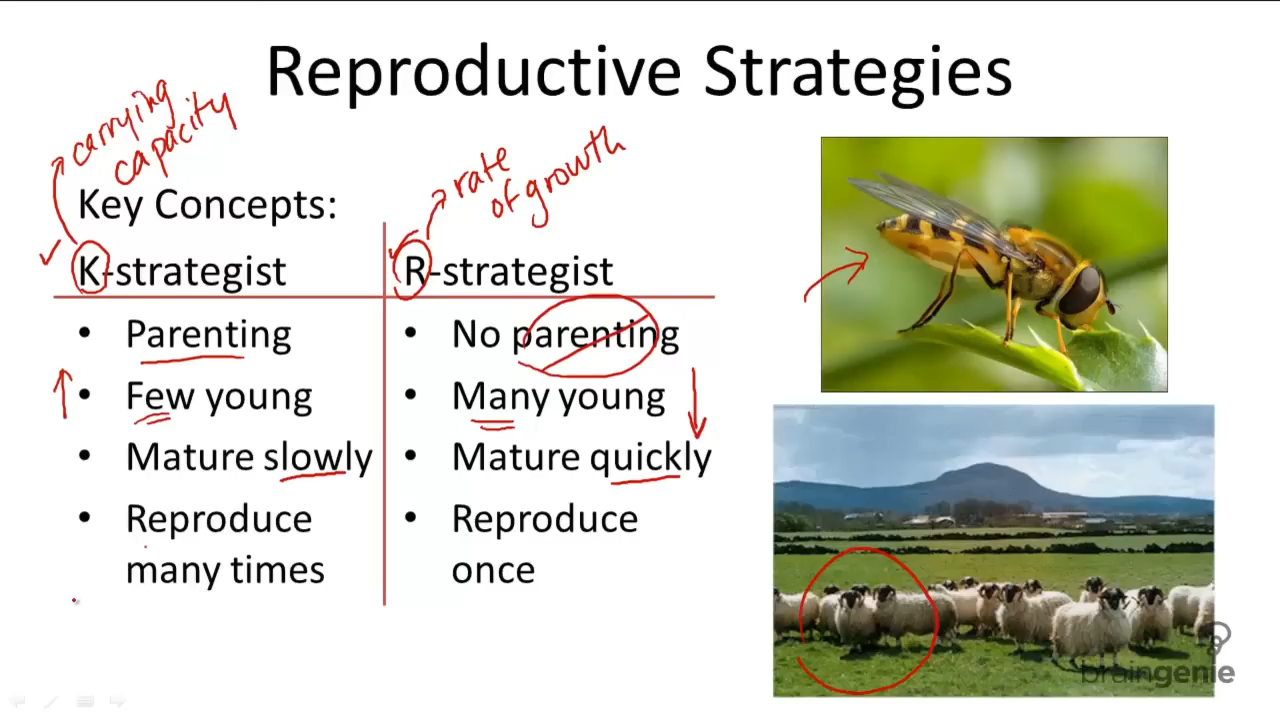 Reproductive Strategies
carrying
capacity
rate
of growth
Key Concepts:
K-strategist
R-strategist
• Parenting
• Few young
• Mature slowly
• Reproduce
many times
• No parenting
• Many young
• Mature quickly
• Reproduce
once
braingenie